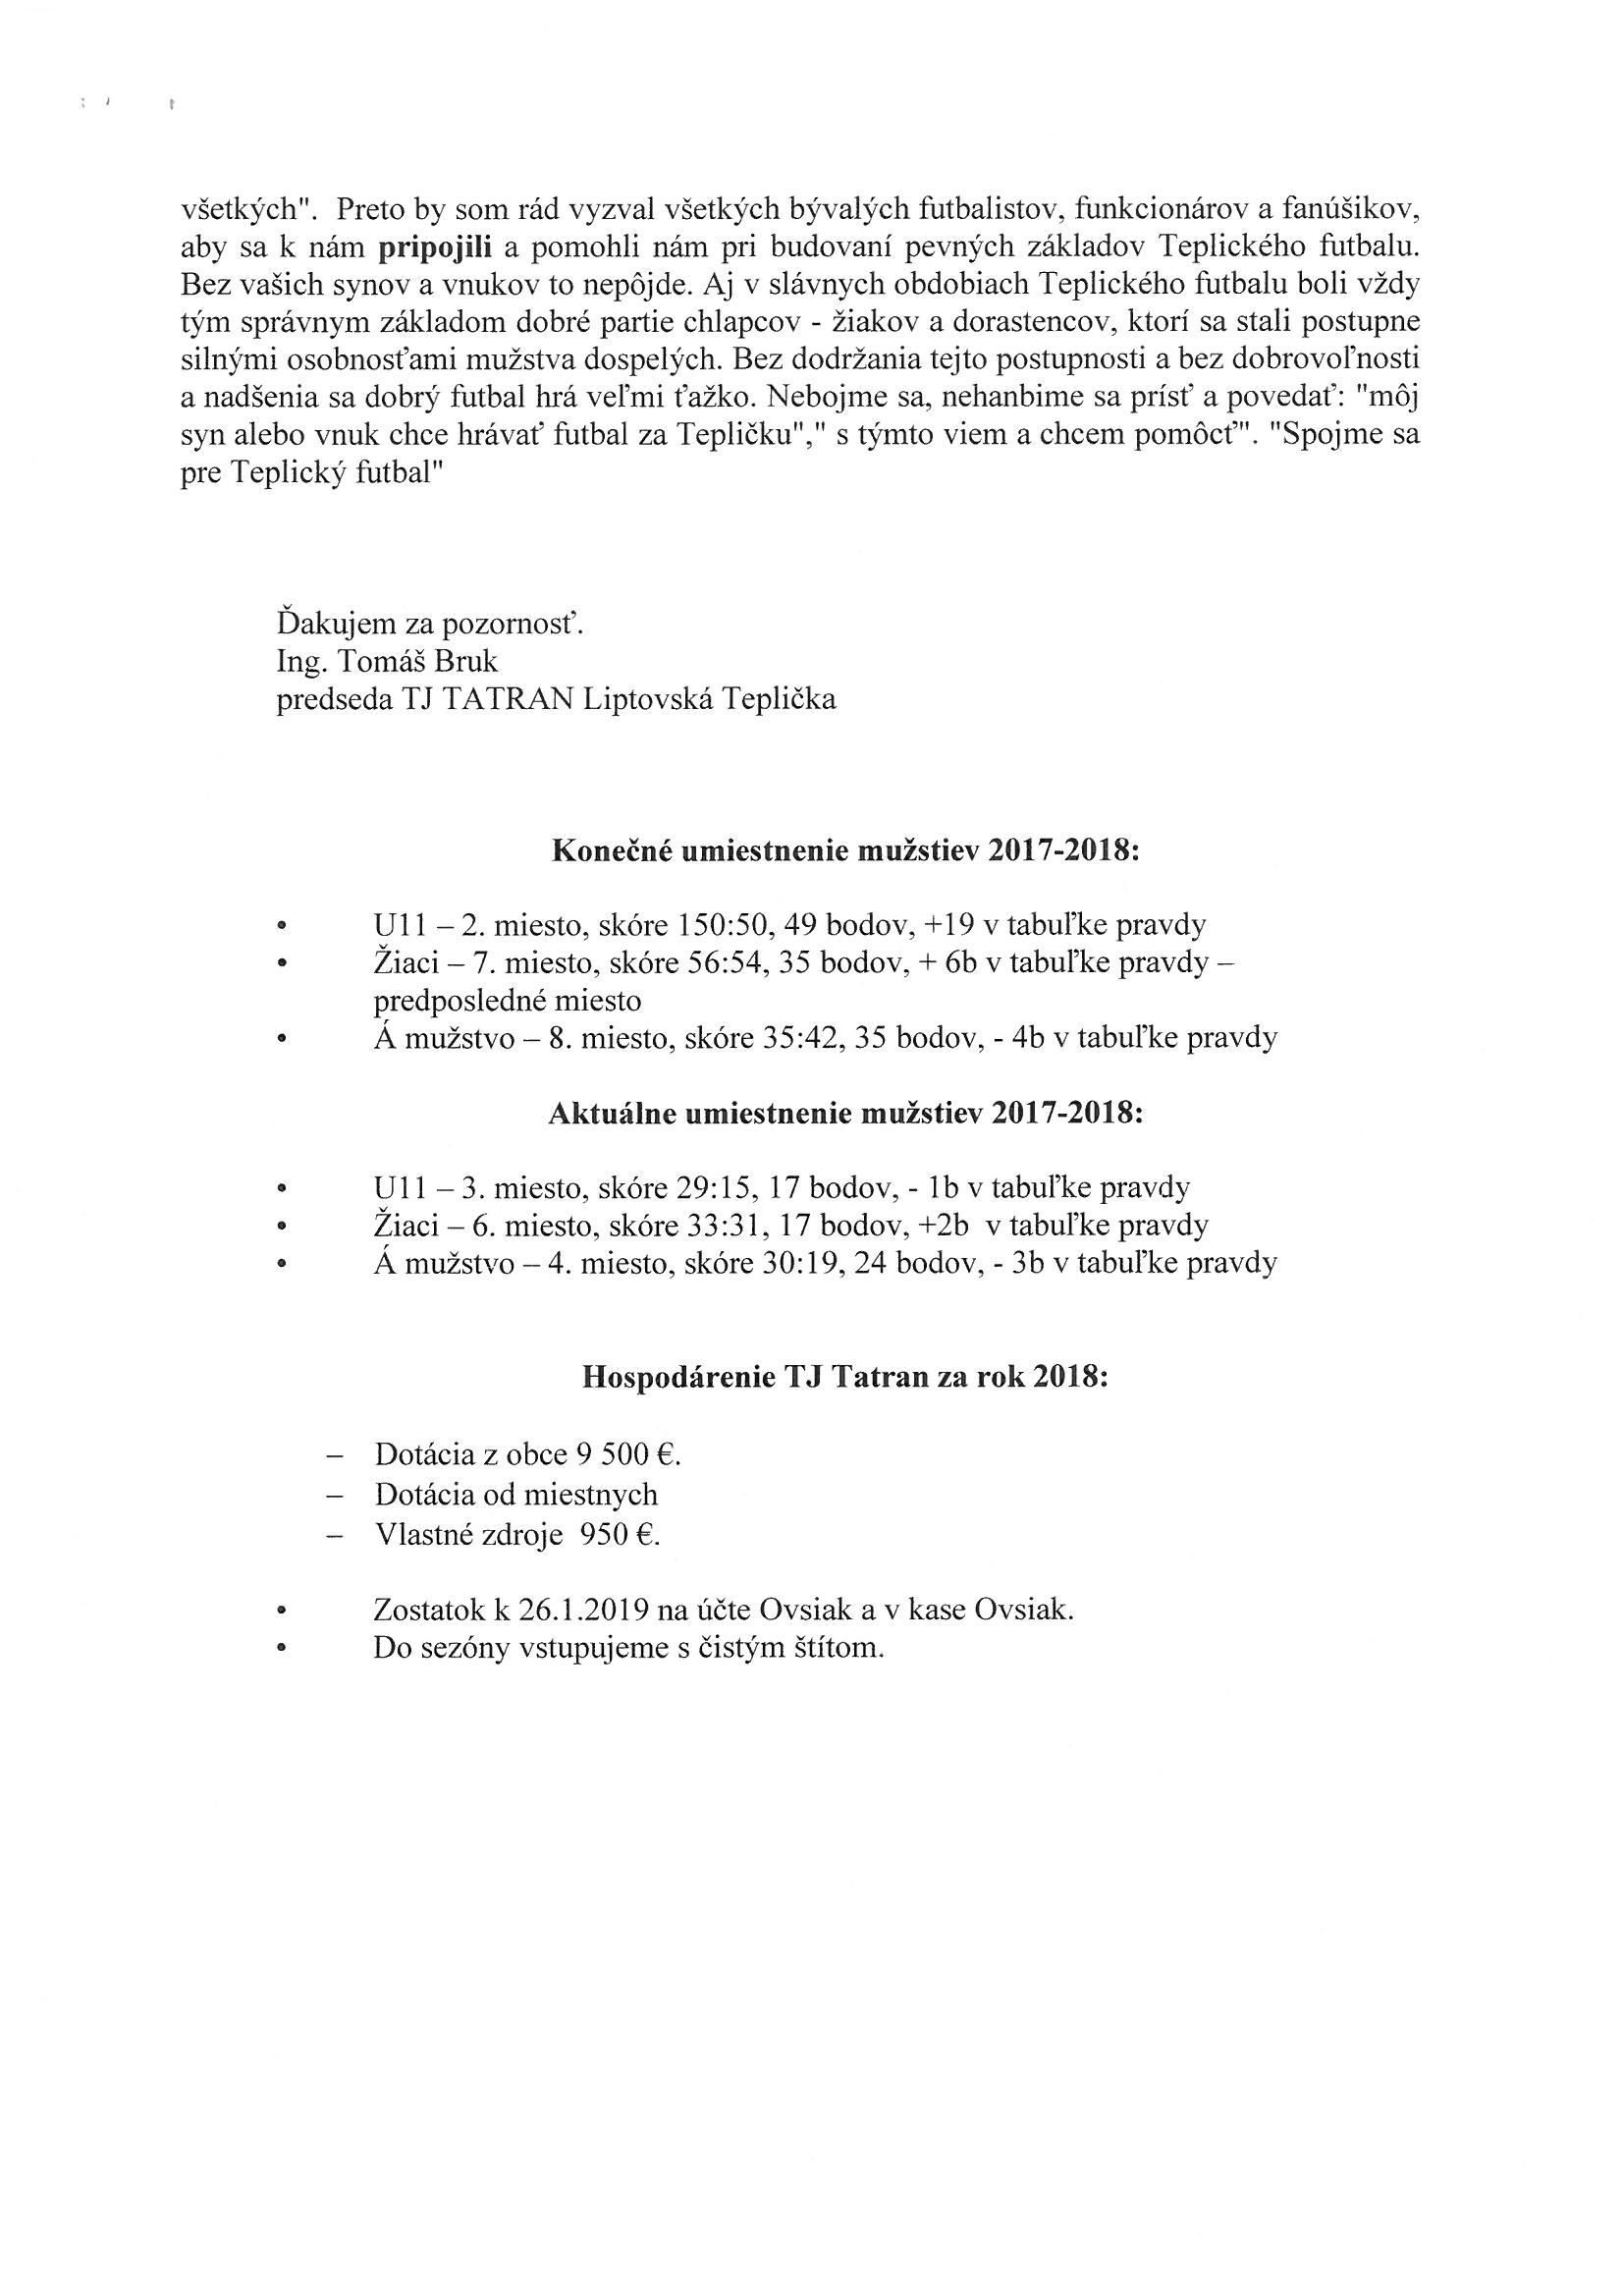 všetkých".  Preto by som rád vyzval všetkých bývalých futbalistov, funkcionárov a fanúšikov,
aby sa k nám pripojili a pomohli nám pri budovaní pevných základov Teplického futbalu.
Bez vašich synov a vnukov to nepôjde. Aj v slávnych obdobiach Teplického futbalu boli vždy
tým správnym základom dobré partie chlapcov - žiakov a dorastencov, ktorí sa stali postupne
silnými osobnosťami mužstva dospelých. Bez dodržania tejto postupnosti a bez dobrovoľnosti
a nadšenia sa dobrý futbal hrá veľmi ťažko. Nebojme sa, nehanbime sa prísť a povedať: "môj
syn alebo vnuk chce hrávať futbal za Tepličku"," s týmto viem a chcem pomôcť". "Spojme sa
pre Teplický futbal"
Ďakujem za pozornosť.
Ing. Tomáš Bruk
predseda TJ TATRAN Liptovská Teplička
Konečné umiestnenie mužstiev 2017-2018:
• U11 – 2. miesto, skóre 150:50, 49 bodov, +19 v tabuľke pravdy
• Žiaci – 7. miesto, skóre 56:54, 35 bodov, + 6b v tabuľke pravdy –
predposledné miesto
• Á mužstvo – 8. miesto, skóre 35:42, 35 bodov, - 4b v tabuľke pravdy
Aktuálne umiestnenie mužstiev 2017-2018:
• U11 – 3. miesto, skóre 29:15, 17 bodov, - 1b v tabuľke pravdy
• Žiaci – 6. miesto, skóre 33:31, 17 bodov, +2b  v tabuľke pravdy
• Á mužstvo – 4. miesto, skóre 30:19, 24 bodov, - 3b v tabuľke pravdy
Hospodárenie TJ Tatran za rok 2018:
– Dotácia z obce 9 500 €.
– Dotácia od miestnych
– Vlastné zdroje  950 €.
• Zostatok k 26.1.2019 na účte Ovsiak a v kase Ovsiak.
• Do sezóny vstupujeme s čistým štítom.